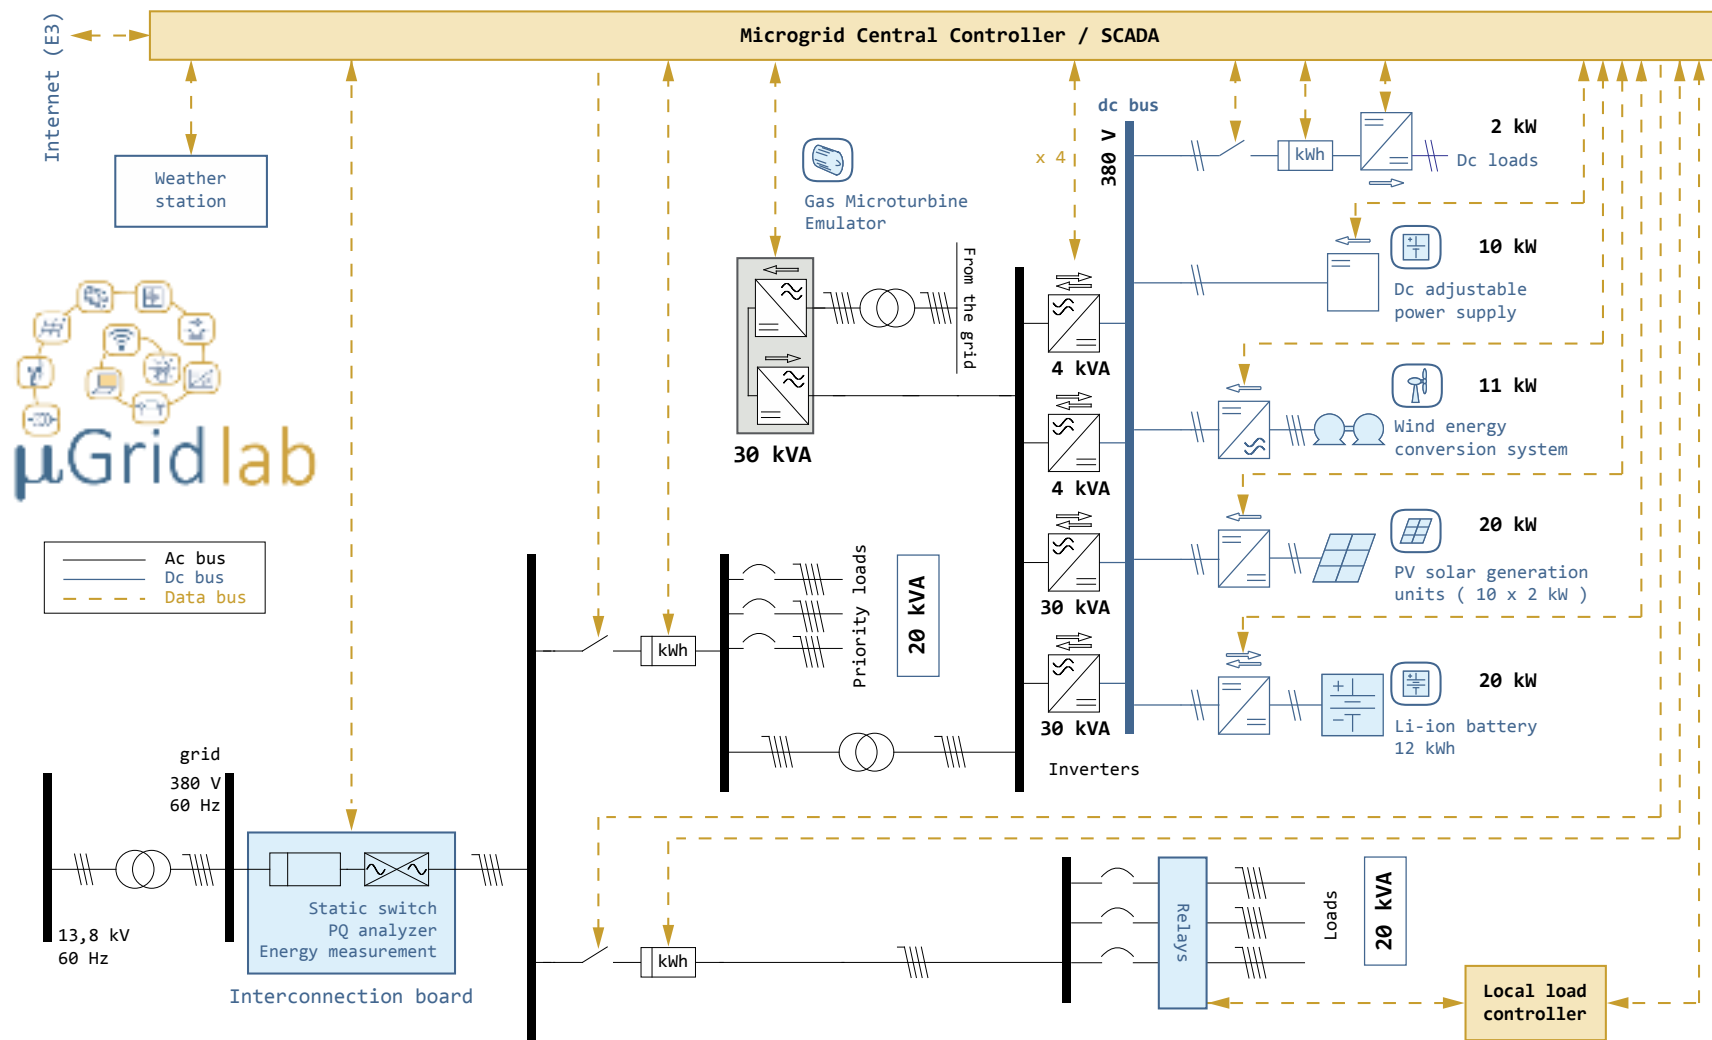 Microgrid Central Controller / SCADA
Internet (E3)
Weather
station
Gas Microturbine
Emulator
From the grid
30 kVA
dc bus
380 V
x 4
4 kVA
4 kVA
30 kVA
30 kVA
Inverters
kWh
2 kW
Dc loads
10 kW
Dc adjustable
power supply
11 kW
Wind energy
conversion system
20 kW
PV solar generation
units ( 10 x 2 kW )
20 kW
Li-ion battery
12 kWh
µGrid lab
Ac bus
Dc bus
Data bus
kWh
Priority loads
20 kVA
grid
380 V
60 Hz
13,8 kV
60 Hz
Static switch
PQ analyzer
Energy measurement
Interconnection board
kWh
Relays
Loads
20 kVA
Local load
controller